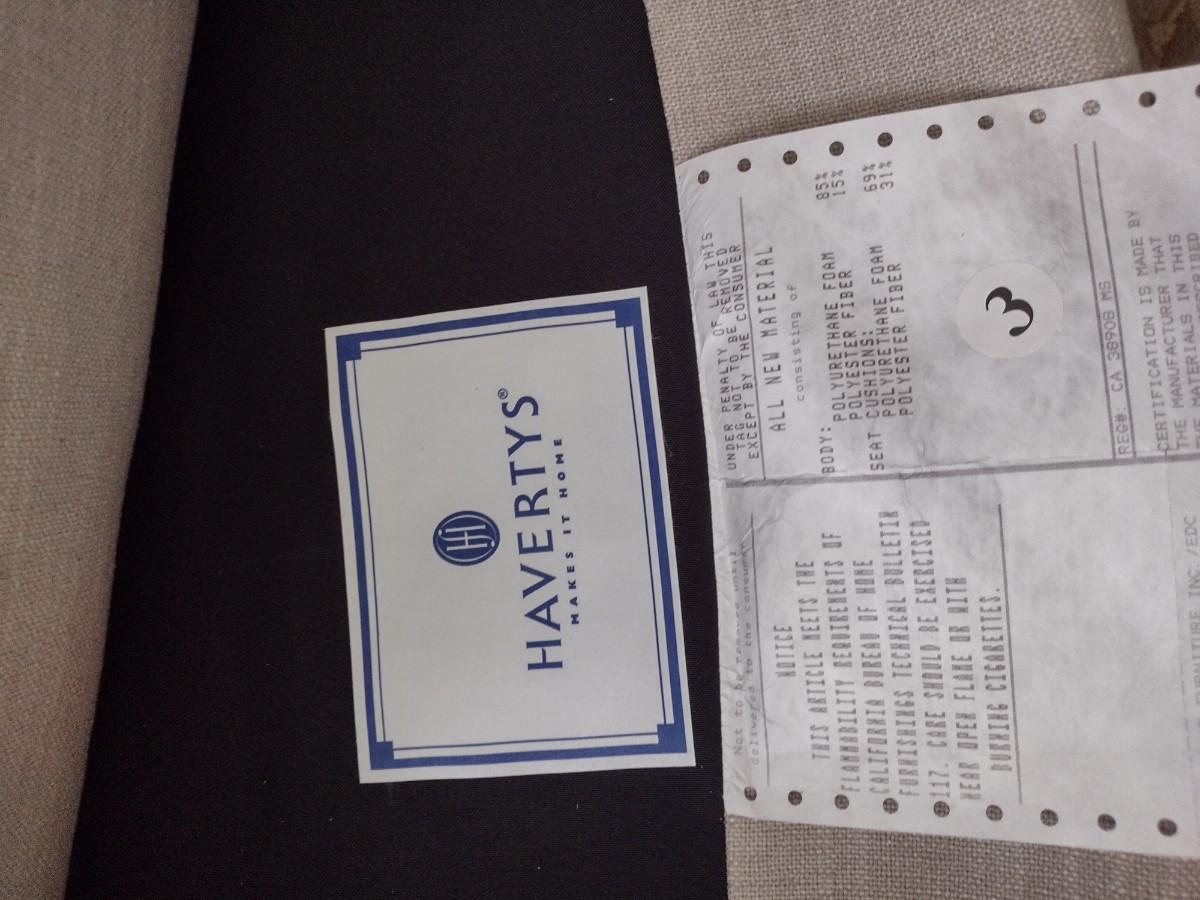 HAVERTYS®
MAKES IT HOME
UNDER PENALTY OF LAW THIS
TAG NOT TO BE REMOVED
EXCEPT BY THE CONSUMER
ALL NEW MATERIAL
consisting of
BODY:
POLYURETHANE FOAM 85%
POLYESTER FIBER 15%
SEAT CUSHIONS:
POLYURETHANE FOAM 69%
POLYESTER FIBER 31%
3
REG#: CA 38908 MS
CERTIFICATION IS MADE BY
THE MANUFACTURER THAT
MATERIALS IN THIS
Not to be removed until
delivered to the consumer
NOTICE
THIS ARTICLE MEETS THE
FLAMMABILITY REQUIREMENTS OF
CALIFORNIA BUREAU OF HOME
FURNISHINGS TECHNICAL BULLETIN
117. CARE SHOULD BE EXERCISED
NEAR OPEN FLAME OR WITH
BURNING CIGARETTES.
INC./EDC